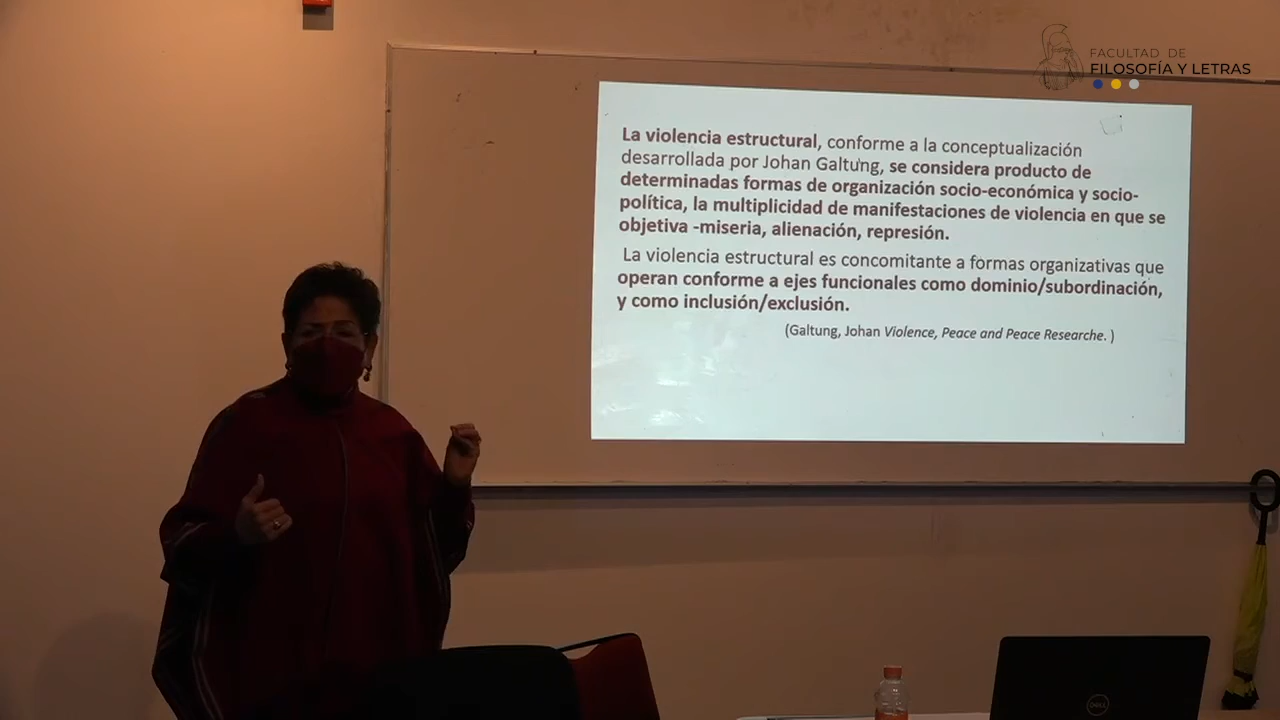 FACULTAD DE
FILOSOFÍA Y LETRAS
La violencia estructural, conforme a la conceptualización
desarrollada por Johan Galtung, se considera producto de
determinadas formas de organización socio-económica y socio-
política, la multiplicidad de manifestaciones de violencia en que se
objetiva -miseria, alienación, represión.
La violencia estructural es concomitante a formas organizativas que
operan conforme a ejes funcionales como dominio/subordinación,
y como inclusión/exclusión.
(Galtung, Johan Violence, Peace and Peace Researche. )
DELL